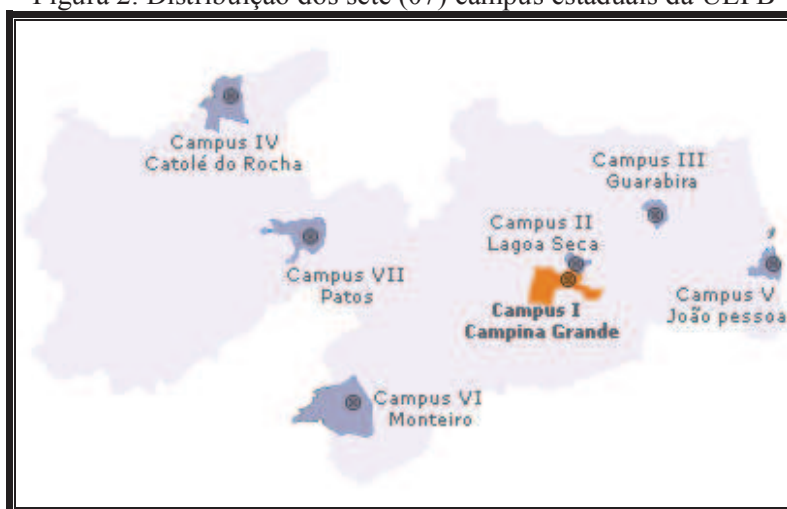 Figura 2: Distribuição dos sete (07) campus estaduais da UEPB
Campus IV
Catolé do Rocha
Campus III
Guarabira
Campus II
Lagoa Seca
Campus VII
Patos
Campus V
João pessoa
Campus I
Campina Grande
Campus VI
Monteiro